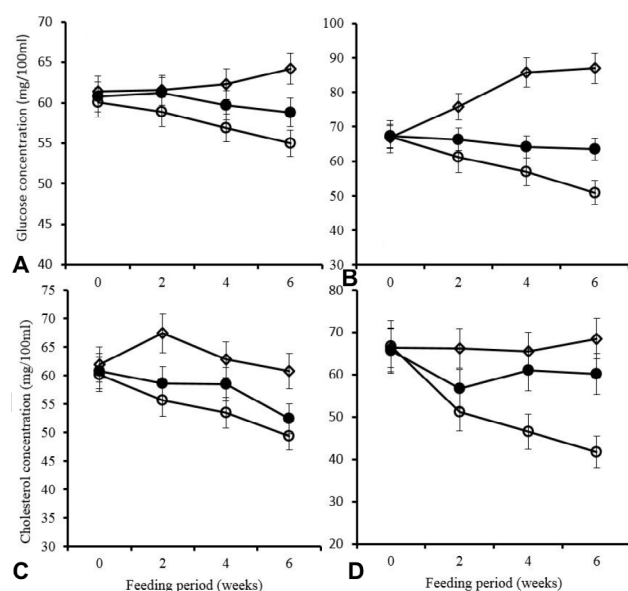 Glucose concentration (mg/100ml)
70
65
60
55
50
45
40
0 2 4 6
A
100
90
80
70
60
50
40
30
0 2 4 6
B
Cholesterol concentration (mg/100ml)
75
70
65
60
55
50
45
40
35
30
0 2 4 6
Feeding period (weeks)
C
80
70
60
50
40
30
20
0 2 4 6
Feeding period (weeks)
D